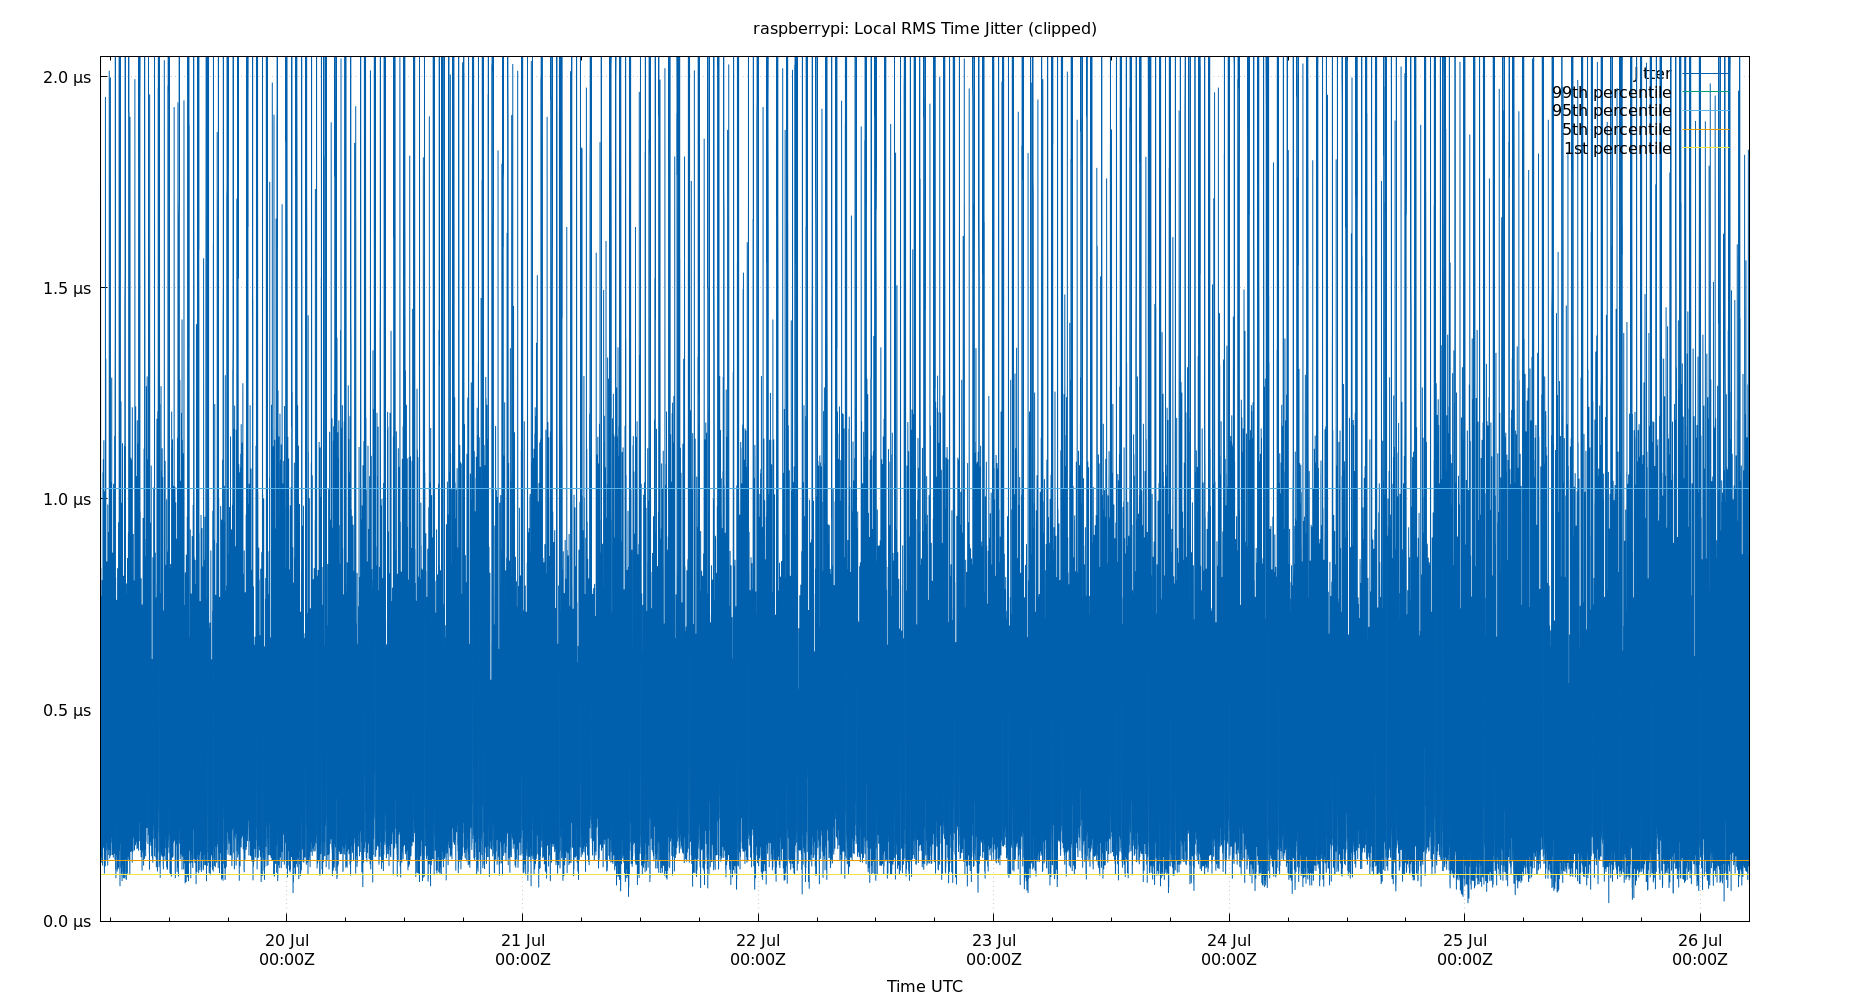 raspberrypi: Local RMS Time Jitter (clipped)
2.0 µs
1.5 µs
1.0 µs
0.5 µs
0.0 µs
jitter
99th percentile
95th percentile
5th percentile
1st percentile
20 Jul
00:00Z
21 Jul
00:00Z
22 Jul
00:00Z
23 Jul
00:00Z
24 Jul
00:00Z
25 Jul
00:00Z
26 Jul
00:00Z
Time UTC